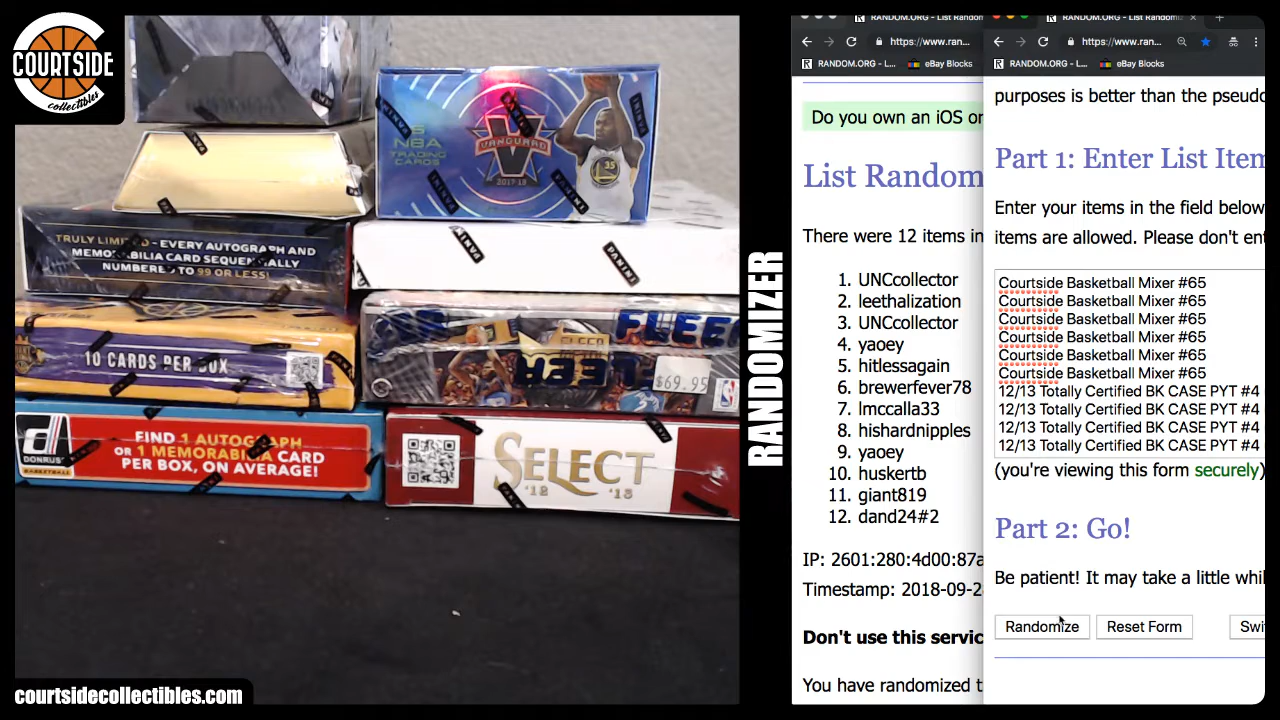 COURTSIDE
collectibles
5
NBA
TRADING
CARDS
VANGUARD
V
2017-18
35
TRULY LIMITED - EVERY AUTOGRAPH AND
MEMORABILIA CARD SEQUENTIALLY
NUMBERED TO 99 OR LESS!
PANINI
10 CARDS PER BOX
FLEER
$69.95
DONRUSS
BASKETBALL
FIND 1 AUTOGRAPH
OR 1 MEMORABILIA CARD
PER BOX, ON AVERAGE!
SELECT
'12 '13
courtsidecollectibles.com
RANDOMIZER
RANDOM.ORG - List Random
https://www.ran...
RANDOM.ORG - L...
eBay Blocks
Do you own an iOS or
List Random
There were 12 items in
1. UNCcollector
2. leethalization
3. UNCcollector
4. yaoey
5. hitlessagain
6. brewerfever78
7. lmccalla33
8. hishardnipples
9. yaoey
10. huskertb
11. giant819
12. dand24#2
IP: 2601:280:4d00:87a
Timestamp: 2018-09-2
Don't use this servic
You have randomized t
RANDOM.ORG - List Randomiz
https://www.ran...
RANDOM.ORG - L...
eBay Blocks
purposes is better than the pseudo
Part 1: Enter List Item
Enter your items in the field below
items are allowed. Please don't ent
Courtside Basketball Mixer #65
Courtside Basketball Mixer #65
Courtside Basketball Mixer #65
Courtside Basketball Mixer #65
Courtside Basketball Mixer #65
Courtside Basketball Mixer #65
12/13 Totally Certified BK CASE PYT #4
12/13 Totally Certified BK CASE PYT #4
12/13 Totally Certified BK CASE PYT #4
12/13 Totally Certified BK CASE PYT #4
(you're viewing this form securely)
Part 2: Go!
Be patient! It may take a little whil
Randomize
Reset Form
Swi